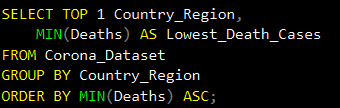 SELECT TOP 1 Country_Region,
    MIN(Deaths) AS Lowest_Death_Cases
FROM Corona_Dataset
GROUP BY Country_Region
ORDER BY MIN(Deaths) ASC;